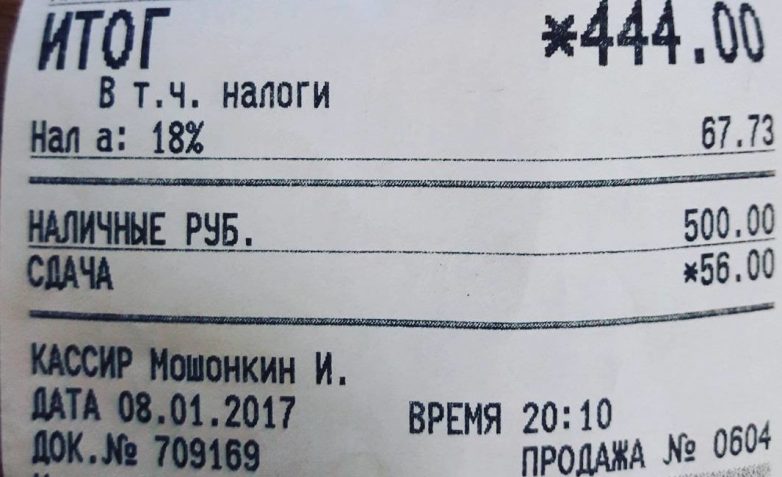 ИТОГ *444.00
В т.ч. налоги
Нал а: 18% 67.73
НАЛИЧНЫЕ РУБ. 500.00
СДАЧА *56.00
КАССИР Мошонкин И.
ДАТА 08.01.2017 ВРЕМЯ 20:10
ДОК.№ 709169 ПРОДАЖА № 0604